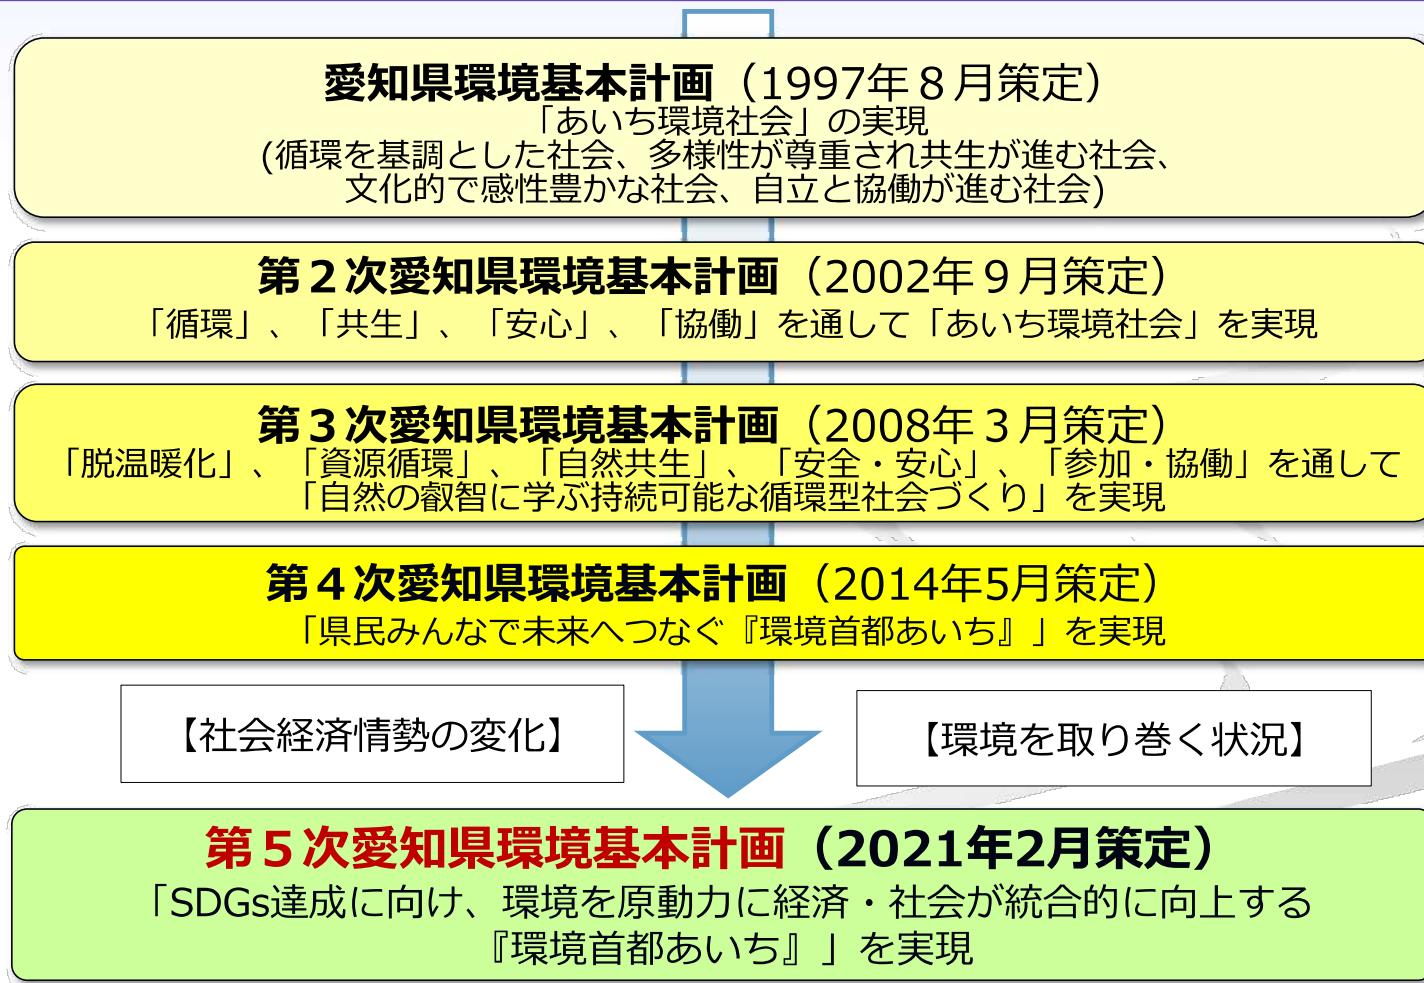 愛知県環境基本計画（1997年８月策定）
「あいち環境社会」の実現
(循環を基調とした社会、多様性が尊重され共生が進む社会、
文化的で感性豊かな社会、自立と協働が進む社会)
第２次愛知県環境基本計画（2002年９月策定）
「循環」、「共生」、「安心」、「協働」を通して「あいち環境社会」を実現
第３次愛知県環境基本計画（2008年３月策定）
「脱温暖化」、「資源循環」、「自然共生」、「安全・安心」、「参加・協働」を通して
「自然の叡智に学ぶ持続可能な循環型社会づくり」を実現
第４次愛知県環境基本計画（2014年5月策定）
「県民みんなで未来へつなぐ『環境首都あいち』」を実現
【社会経済情勢の変化】
【環境を取り巻く状況】
第５次愛知県環境基本計画（2021年2月策定）
「SDGs達成に向け、環境を原動力に経済・社会が統合的に向上する
『環境首都あいち』」を実現